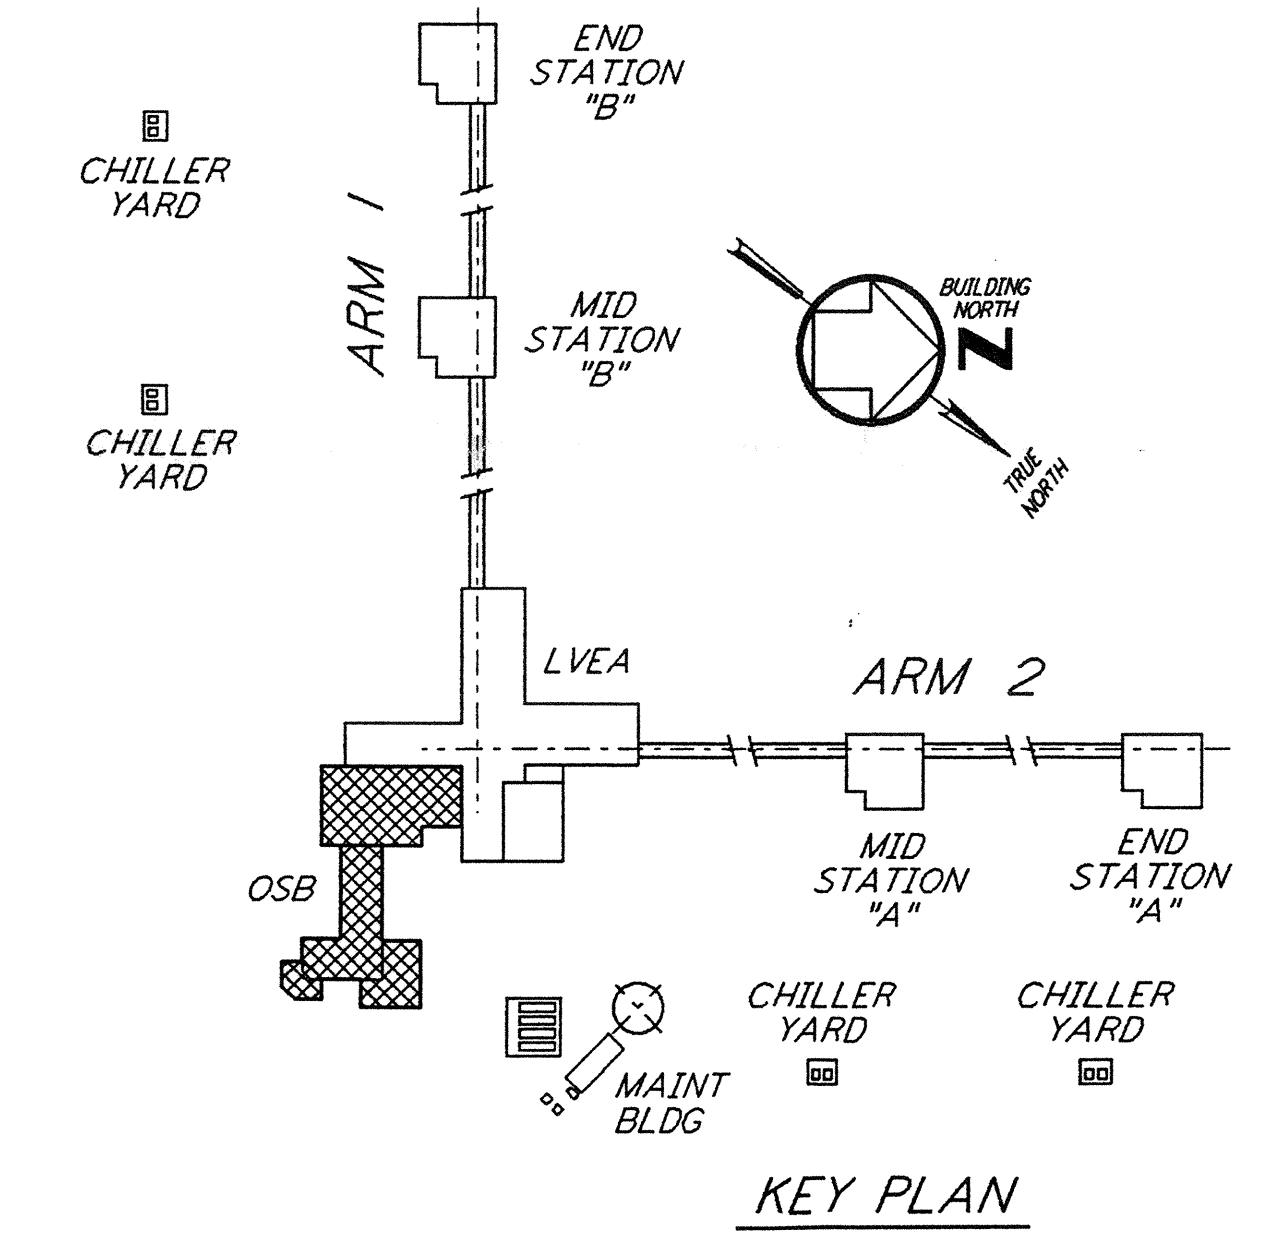 END
STATION
"B"
CHILLER
YARD
ARM 1
BUILDING
NORTH
N
MID
STATION
"B"
CHILLER
YARD
TRUE
NORTH
LVEA
ARM 2
MID
STATION
"A"
END
STATION
"A"
OSB
CHILLER
YARD
CHILLER
YARD
MAINT
BLDG
KEY PLAN